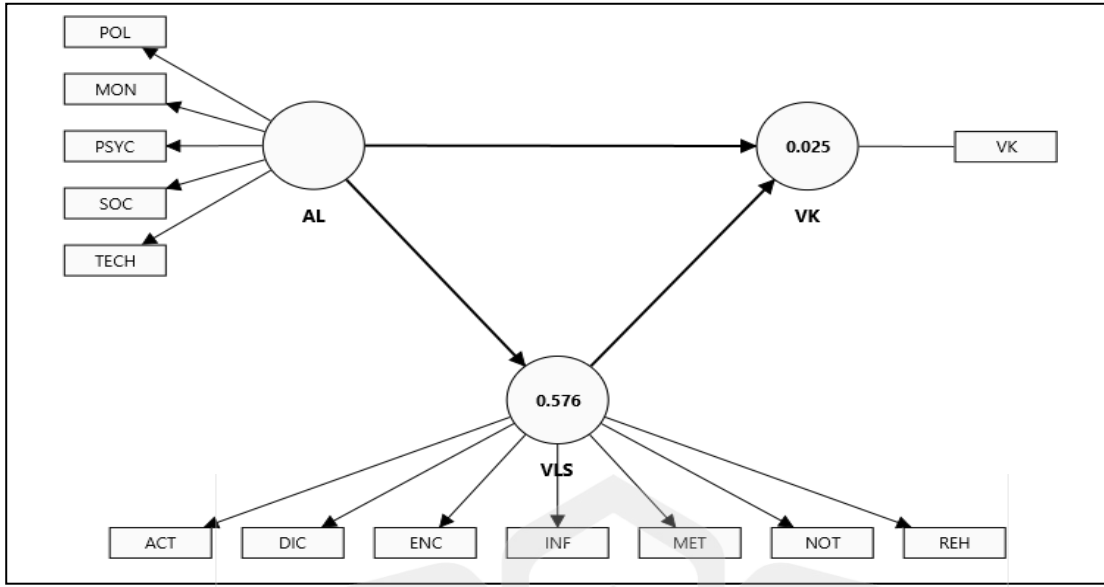 POL
MON
PSYC
SOC
TECH
AL
0.025
VK
VK
0.576
VLS
ACT
DIC
ENC
INF
MET
NOT
REH